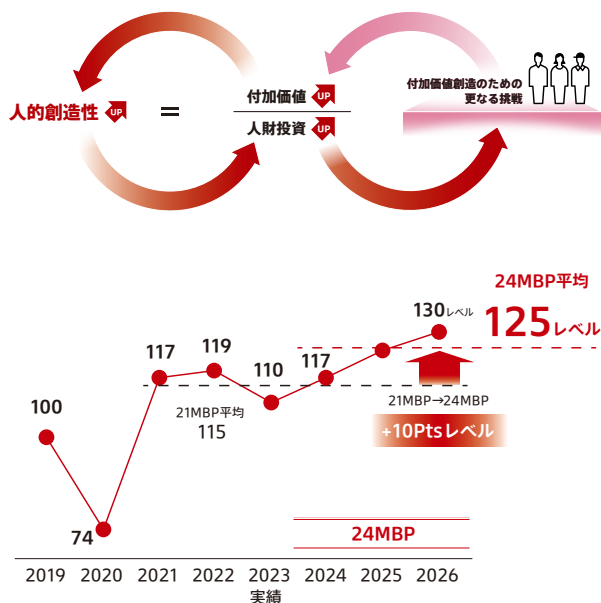 人的創造性 UP
=
付加価値 UP
人財投資 UP
付加価値創造のための
更なる挑戦
24MBP平均
125レベル
130レベル
117
119
110
117
100
74
21MBP平均
115
21MBP→24MBP
+10Ptsレベル
24MBP
2019 2020 2021 2022 2023 2024 2025 2026
実績